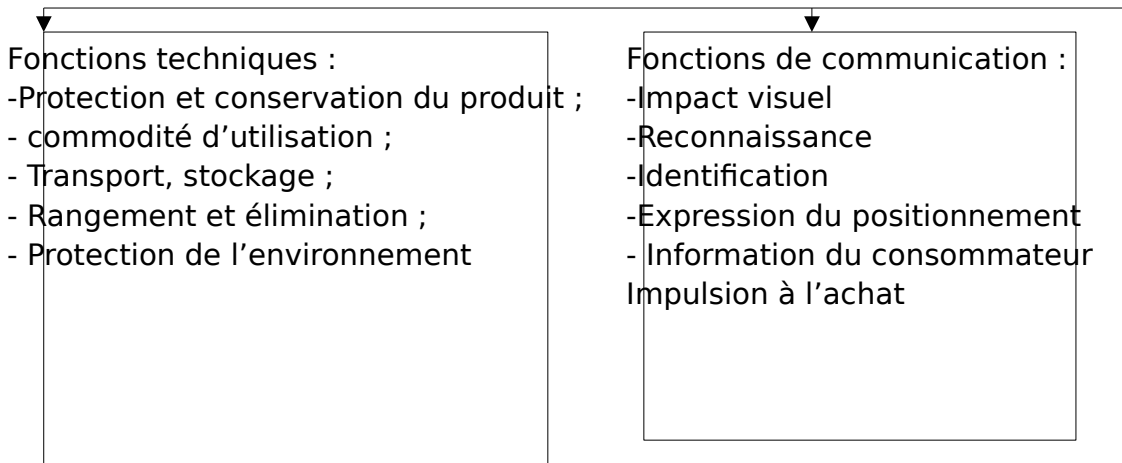 Fonctions techniques :
-Protection et conservation du produit ;
- commodité d’utilisation ;
- Transport, stockage ;
- Rangement et élimination ;
- Protection de l’environnement
Fonctions de communication :
-Impact visuel
-Reconnaissance
-Identification
-Expression du positionnement
- Information du consommateur
Impulsion à l’achat